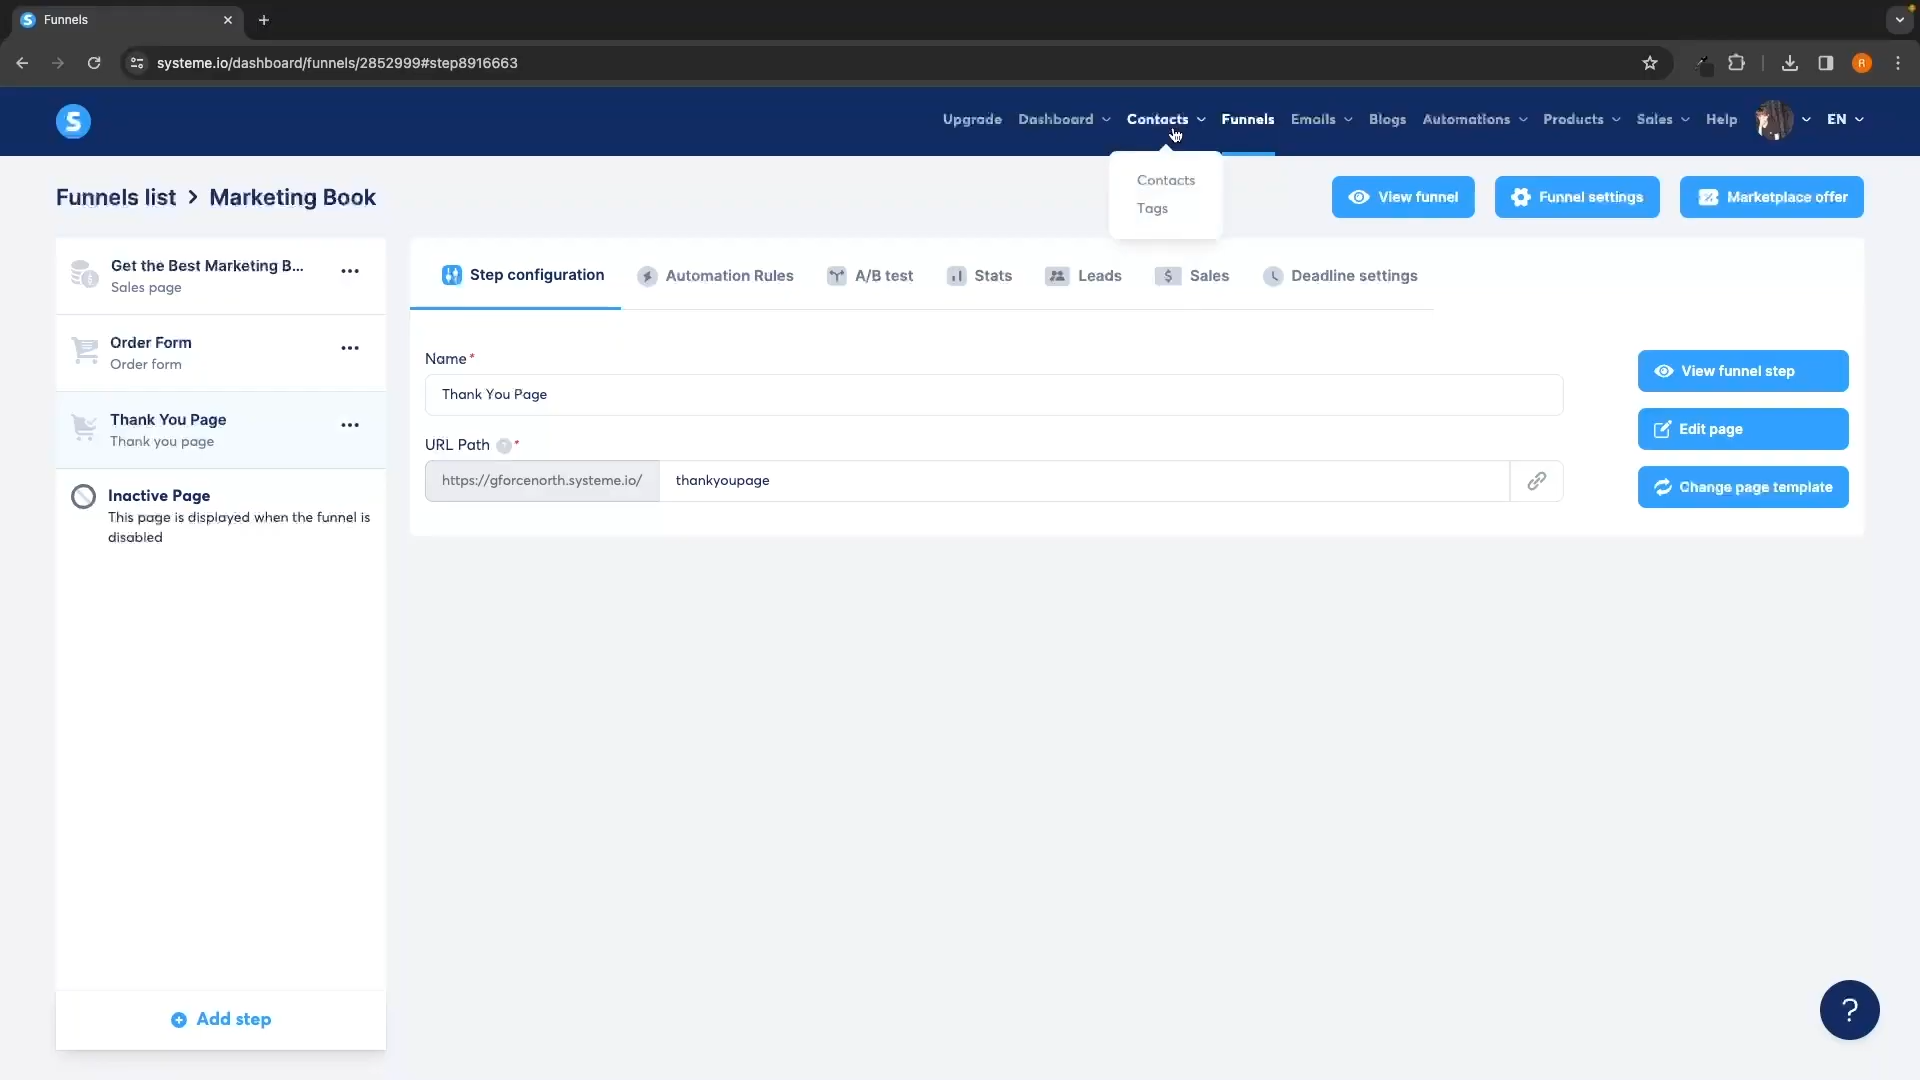 Funnels
systeme.io/dashboard/funnels/2852999#step8916663
R
S
Upgrade Dashboard Contacts Funnels Emails Blogs Automations Products Sales Help EN
Contacts
Tags
Funnels list > Marketing Book
View funnel Funnel settings Marketplace offer
Get the Best Marketing B...
Sales page
Order Form
Order form
Thank You Page
Thank you page
Inactive Page
This page is displayed when the funnel is
disabled
Add step
Step configuration Automation Rules A/B test Stats Leads Sales Deadline settings
Name*
Thank You Page
URL Path ?*
https://gforcenorth.systeme.io/ thankyoupage
View funnel step
Edit page
Change page template
?